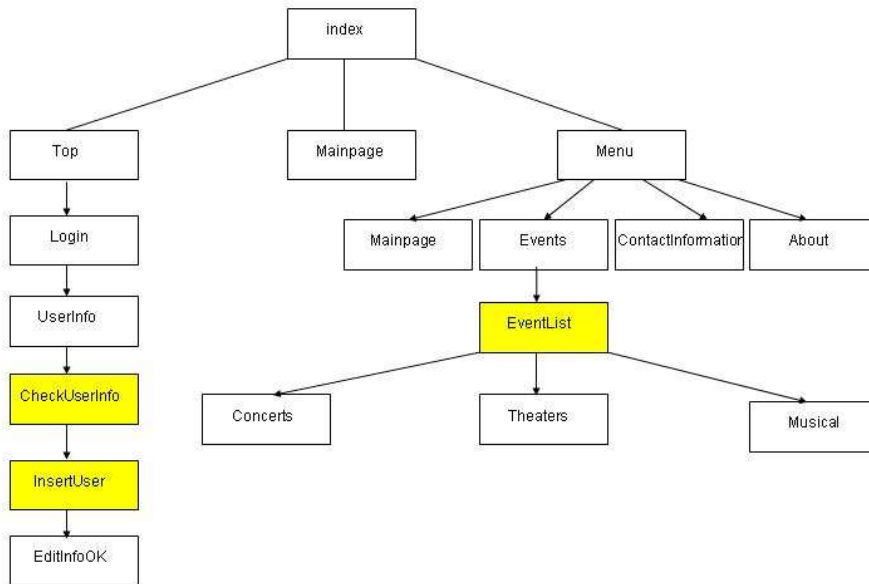 index
Top
Mainpage
Menu
Login
Mainpage
Events
ContactInformation
About
UserInfo
EventList
CheckUserInfo
Concerts
Theaters
Musical
InsertUser
EditInfoOK